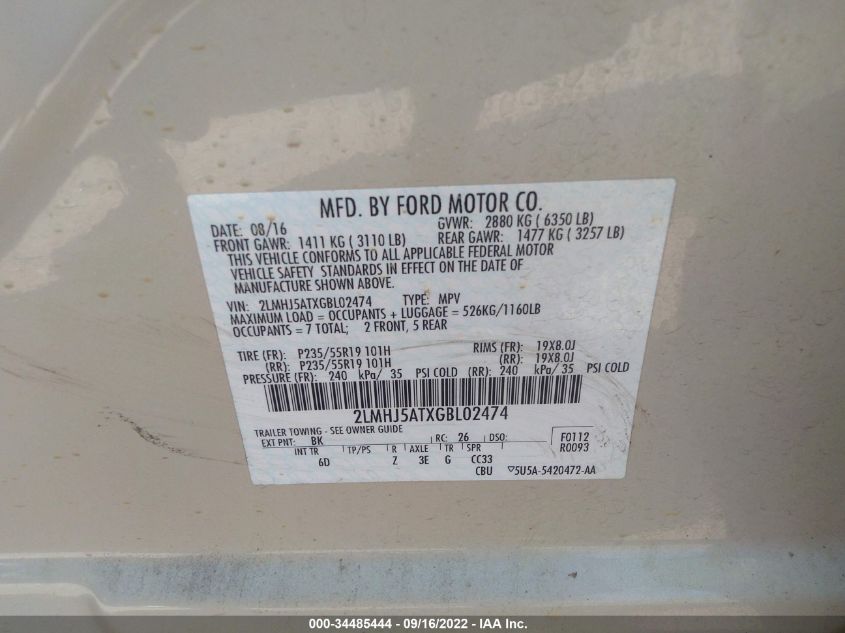 MFD. BY FORD MOTOR CO.
DATE: 08/16 GVWR: 2880 KG ( 6350 LB)
FRONT GAWR: 1411 KG ( 3110 LB) REAR GAWR: 1477 KG ( 3257 LB)
THIS VEHICLE CONFORMS TO ALL APPLICABLE FEDERAL MOTOR
VEHICLE SAFETY STANDARDS IN EFFECT ON THE DATE OF
MANUFACTURE SHOWN ABOVE.
VIN: 2LMHJ5ATXGBL02474 TYPE: MPV
MAXIMUM LOAD = OCCUPANTS + LUGGAGE = 526KG/1160LB
OCCUPANTS = 7 TOTAL; 2 FRONT, 5 REAR
TIRE (FR): P235/55R19 101H RIMS (FR): 19X8.0J
(RR): P235/55R19 101H (RR): 19X8.0J
PRESSURE (FR): 240 kPa/ 35 PSI COLD (RR): 240 kPa/ 35 PSI COLD
2LMHJ5ATXGBL02474
TRAILER TOWING - SEE OWNER GUIDE
EXT PNT: BK RC: 26 DSO: F0112
INT TR TP/PS R AXLE TR SPR R0093
6D Z 3E G CC33
CBU ▽5U5A-5420472-AA
000-34485444 - 09/16/2022 - IAA Inc.